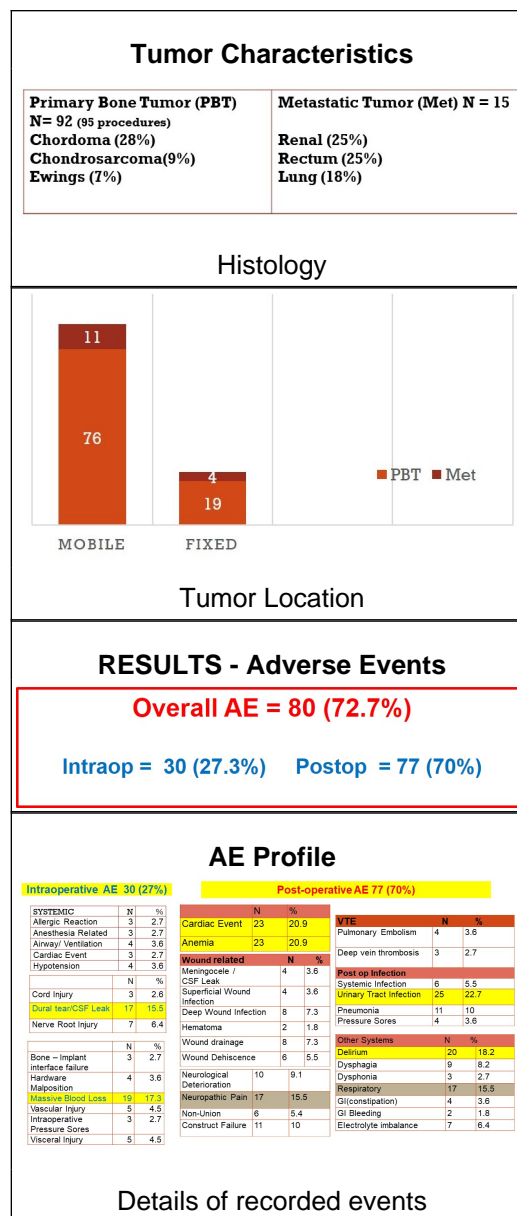 Tumor Characteristics
Primary Bone Tumor (PBT)
N= 92 (95 procedures)
Chordoma (28%)
Chondrosarcoma(9%)
Ewings (7%)
Metastatic Tumor (Met) N = 15
Renal (25%)
Rectum (25%)
Lung (18%)
Histology
11
76
4
19
PBT Met
MOBILE FIXED
Tumor Location
RESULTS - Adverse Events
Overall AE = 80 (72.7%)
Intraop = 30 (27.3%) Postop = 77 (70%)
AE Profile
Intraoperative AE 30 (27%)
SYSTEMIC N %
Allergic Reaction 3 2.7
Anesthesia Related 3 2.7
Airway/ Ventilation 4 3.6
Cardiac Event 3 2.7
Hypotension 4 3.6
N %
Cord Injury 3 2.6
Dural tear/CSF Leak 17 15.5
Nerve Root Injury 7 6.4
N %
Bone – Implant 3 2.7
interface failure
Hardware 4 3.6
Malposition
Massive Blood Loss 19 17.3
Vascular Injury 5 4.5
Intraoperative 3 2.7
Pressure Sores
Visceral Injury 5 4.5
Post-operative AE 77 (70%)
N %
Cardiac Event 23 20.9
Anemia 23 20.9
Wound related N %
Meningocele / 4 3.6
CSF Leak
Superficial Wound 4 3.6
Infection
Deep Wound Infection 8 7.3
Hematoma 2 1.8
Wound drainage 8 7.3
Wound Dehiscence 6 5.5
Neurological 10 9.1
Deterioration
Neuropathic Pain 17 15.5
Non-Union 6 5.4
Construct Failure 11 10
VTE N %
Pulmonary Embolism 4 3.6
Deep vein thrombosis 3 2.7
Post op Infection
Systemic Infection 6 5.5
Urinary Tract Infection 25 22.7
Pneumonia 11 10
Pressure Sores 4 3.6
Other Systems N %
Delirium 20 18.2
Dysphagia 9 8.2
Dysphonia 3 2.7
Respiratory 17 15.5
GI(constipation) 4 3.6
GI Bleeding 2 1.8
Electrolyte imbalance 7 6.4
Details of recorded events